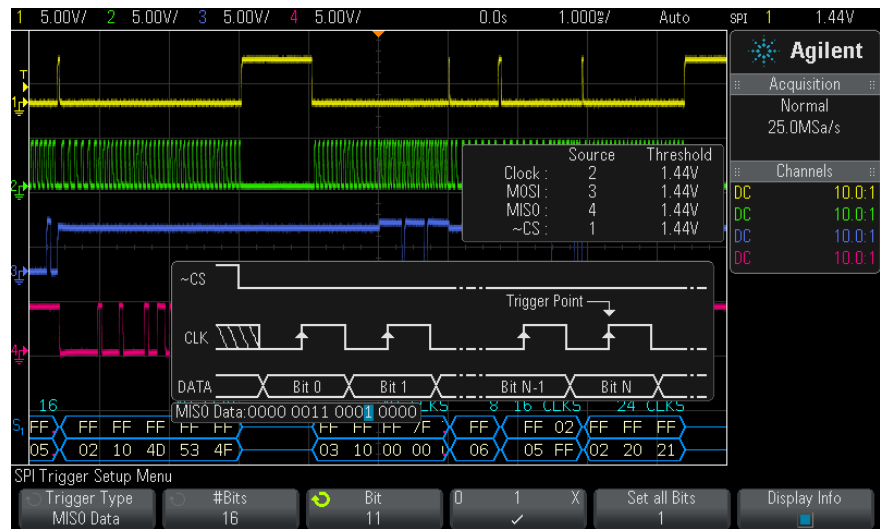 1 5.00V/ 2 5.00V/ 3 5.00V/ 4 5.00V/ 0.0s 1.000ms/ Auto SPI 1 1.44V
Agilent
Acquisition
Normal
25.0MSa/s
Channels
DC 10.0:1
DC 10.0:1
DC 10.0:1
DC 10.0:1
T
1
2
3
4
Source Threshold
Clock : 2 1.44V
MOSI : 3 1.44V
MISO : 4 1.44V
~CS : 1 1.44V
~CS
Trigger Point
CLK
DATA Bit 0 Bit 1 Bit N-1 Bit N
MISO Data:0000 0011 0001 0000
16 CLKS 8 16 CLKS 24 CLKS
S1 FF FF FF FF FF FF FF FF FF 7F FF FF 02 FF FF FF
05 02 10 4D 53 4F 03 10 00 00 06 05 FF 02 20 21
SPI Trigger Setup Menu
Trigger Type #Bits Bit 0 1 X Set all Bits Display Info
MISO Data 16 11 ✓ 1